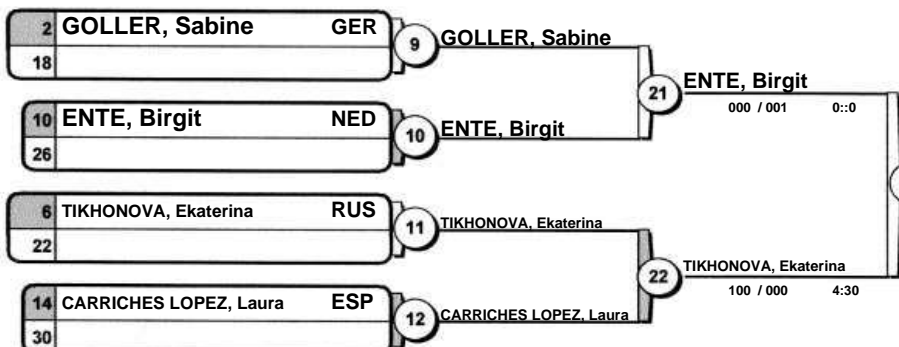 2 GOLLER, Sabine GER
18
9 GOLLER, Sabine
10 ENTE, Birgit NED
26
10 ENTE, Birgit
21 ENTE, Birgit
000 / 001 0::0
6 TIKHONOVA, Ekaterina RUS
22
11 TIKHONOVA, Ekaterina
14 CARRICHES LOPEZ, Laura ESP
30
12 CARRICHES LOPEZ, Laura
22 TIKHONOVA, Ekaterina
100 / 000 4:30